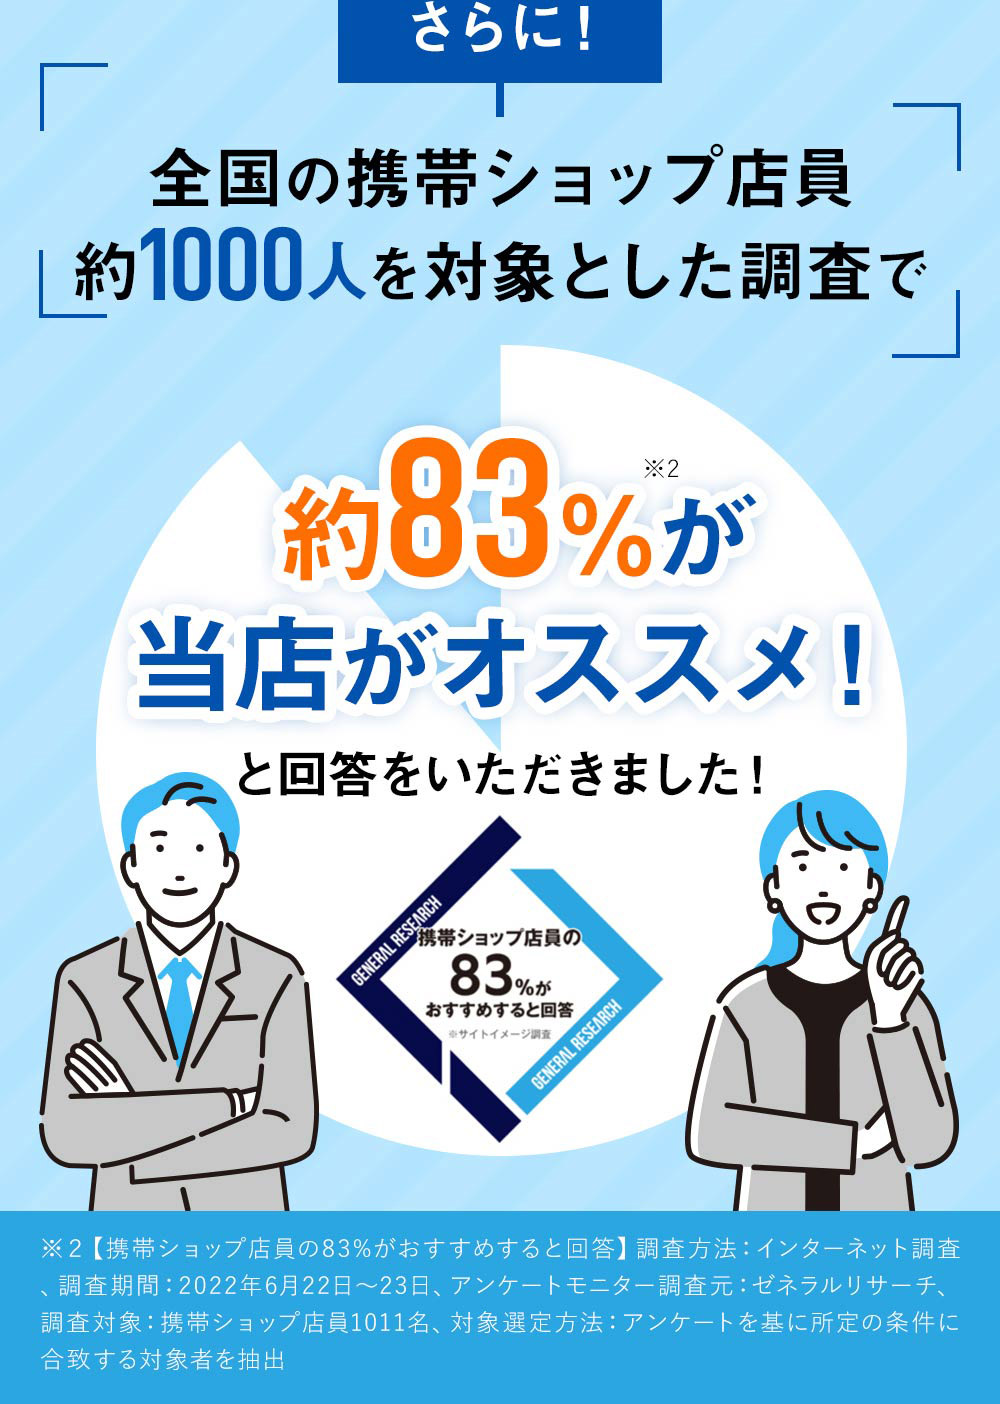 さらに！
全国の携帯ショップ店員
約1000人を対象とした調査で
約83%が※2
当店がオススメ！
と回答をいただきました！
GENERAL RESEARCH
携帯ショップ店員の
83%が
おすすめすると回答
※サイトイメージ調査
GENERAL RESEARCH
※2【携帯ショップ店員の83%がおすすめすると回答】調査方法：インターネット調査
、調査期間：2022年6月22日〜23日、アンケートモニター調査元：ゼネラルリサーチ、
調査対象：携帯ショップ店員1011名、対象選定方法：アンケートを基に所定の条件に
合致する対象者を抽出